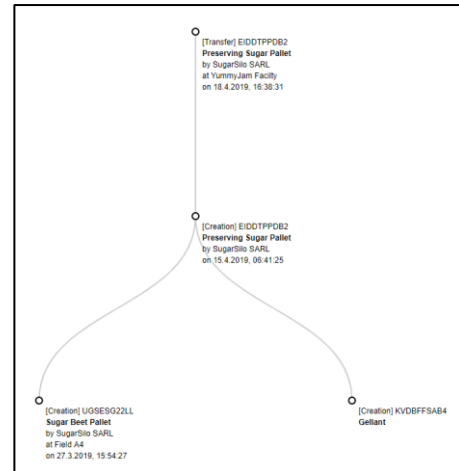 [Transfer] EIDDTPPDB2
Preserving Sugar Pallet
by SugarSilo SARL
at YummyJam Facilty
on 18.4.2019, 16:38:31
[Creation] EIDDTPPDB2
Preserving Sugar Pallet
by SugarSilo SARL
on 15.4.2019, 06:41:25
[Creation] UGSESG22LL
Sugar Beet Pallet
by SugarSilo SARL
at Field A4
on 27.3.2019, 15:54:27
[Creation] KVDBFFSAB4
Geliant